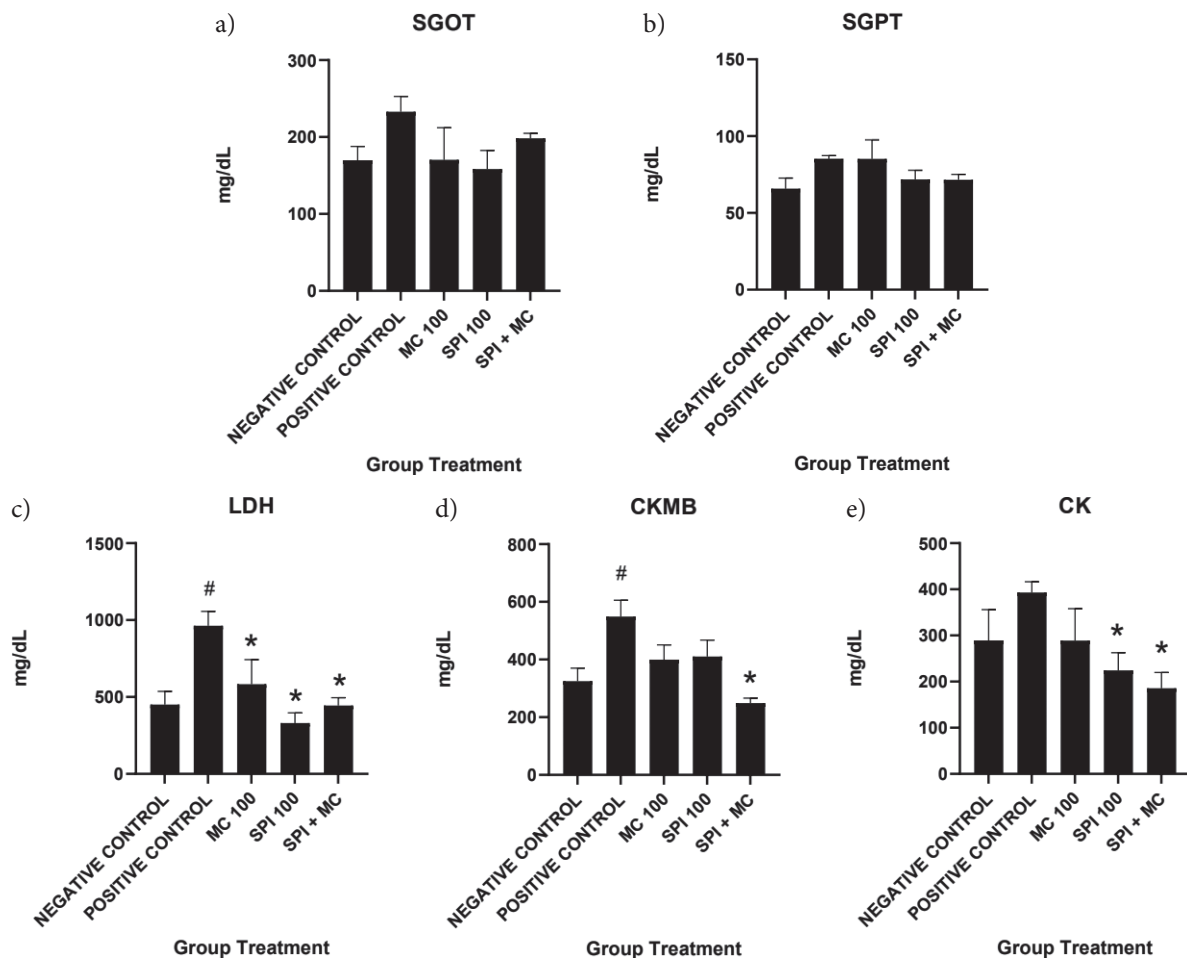 a)
SGOT
300
200
100
0
mg/dL
NEGATIVE CONTROL
POSITIVE CONTROL
MC 100
SPI 100
SPI + MC
Group Treatment
b)
SGPT
150
100
50
0
mg/dL
NEGATIVE CONTROL
POSITIVE CONTROL
MC 100
SPI 100
SPI + MC
Group Treatment
c)
LDH
1500
1000
500
0
mg/dL
#
*
*
*
NEGATIVE CONTROL
POSITIVE CONTROL
MC 100
SPI 100
SPI + MC
Group Treatment
d)
CKMB
800
600
400
200
0
mg/dL
#
*
NEGATIVE CONTROL
POSITIVE CONTROL
MC 100
SPI 100
SPI + MC
Group Treatment
e)
CK
500
400
300
200
100
0
mg/dL
*
*
NEGATIVE CONTROL
POSITIVE CONTROL
MC 100
SPI 100
SPI + MC
Group Treatment